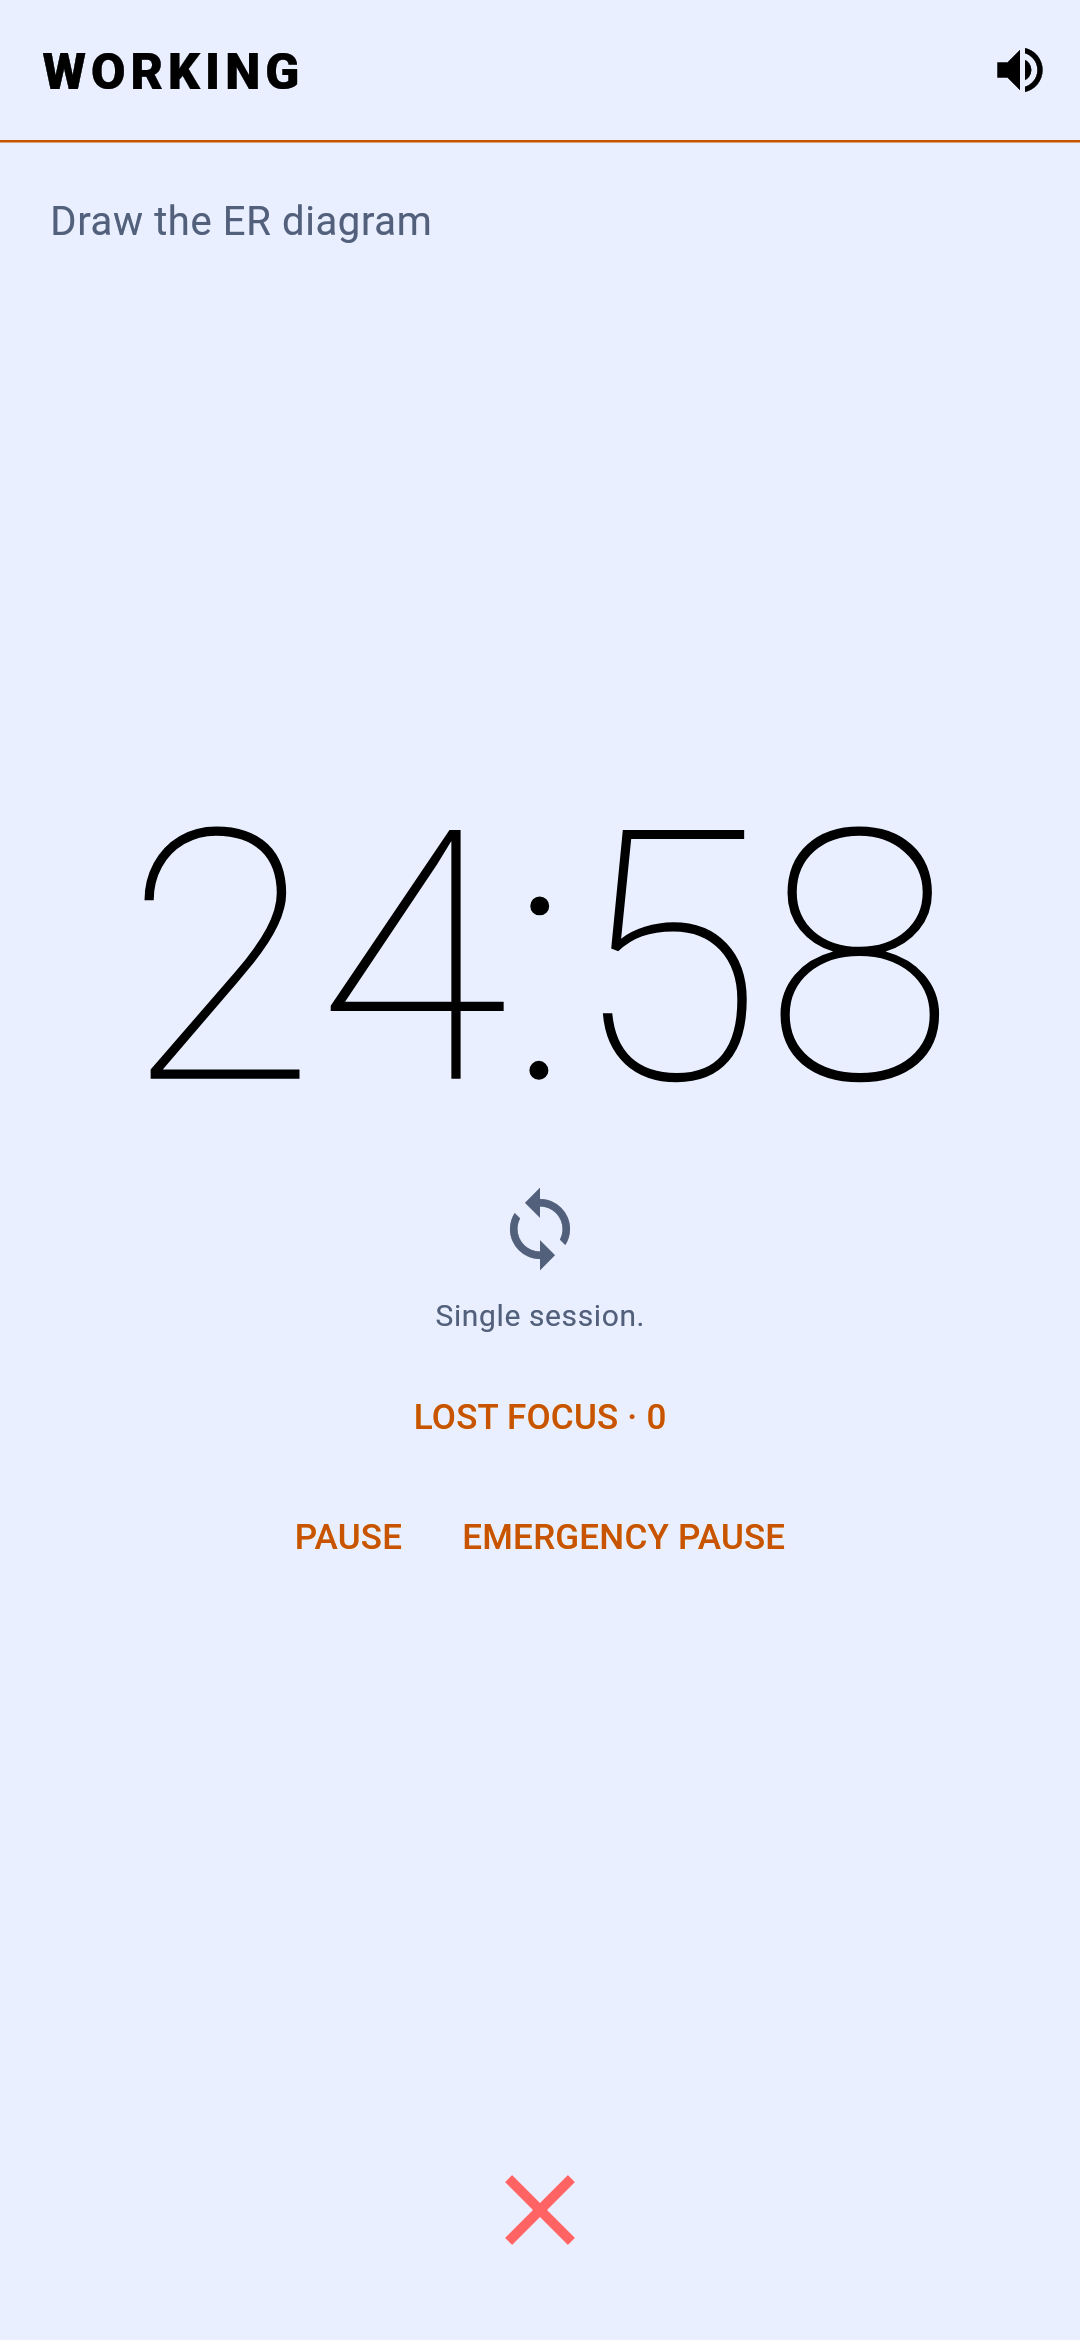 WORKING
Draw the ER diagram
24:58
Single session.
LOST FOCUS · 0
PAUSE EMERGENCY PAUSE